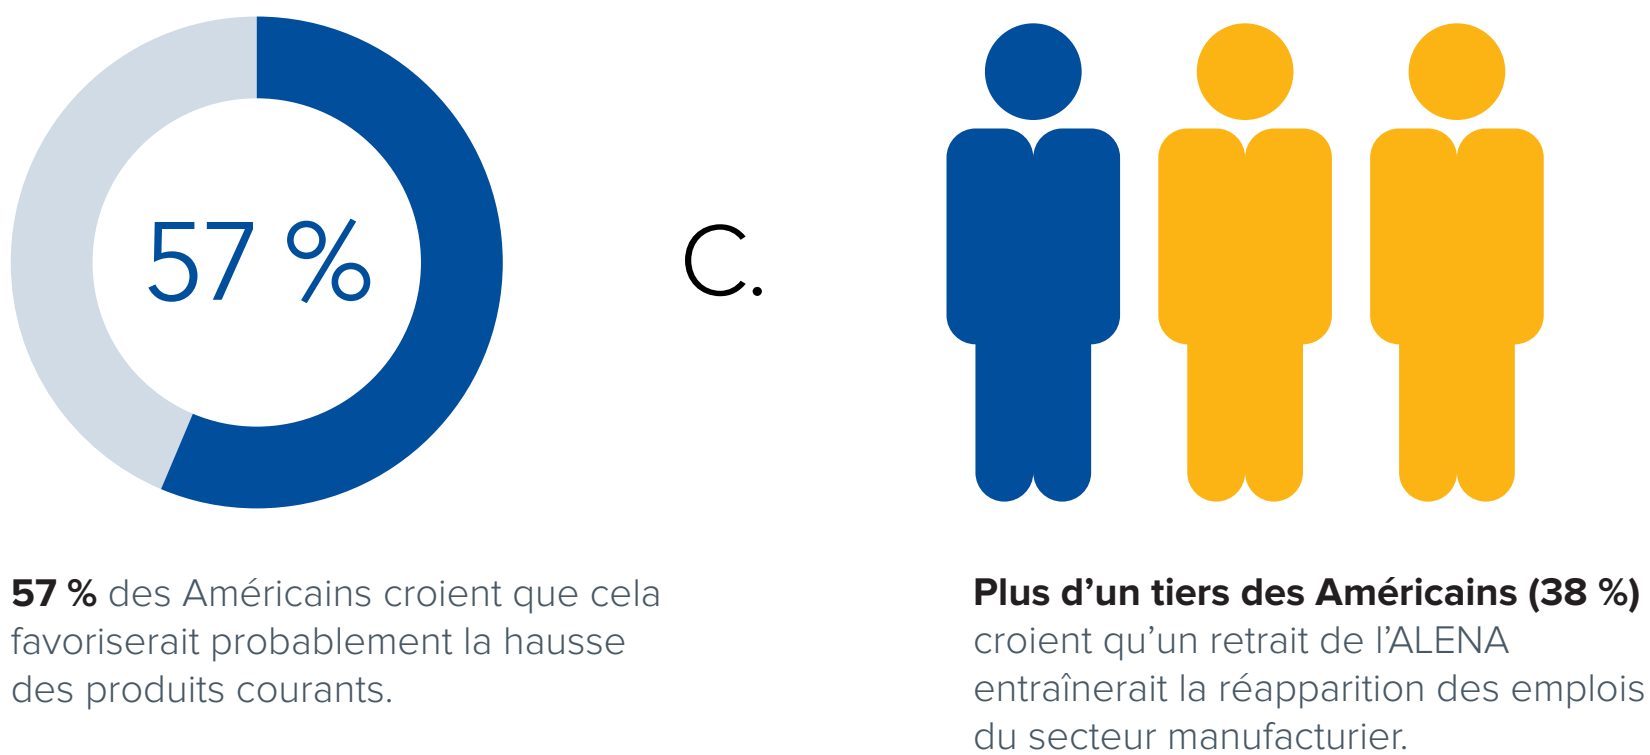 57 %
C.
57 % des Américains croient que cela
favoriserait probablement la hausse
des produits courants.
Plus d’un tiers des Américains (38 %)
croient qu’un retrait de l’ALENA
entraînerait la réapparition des emplois
du secteur manufacturier.